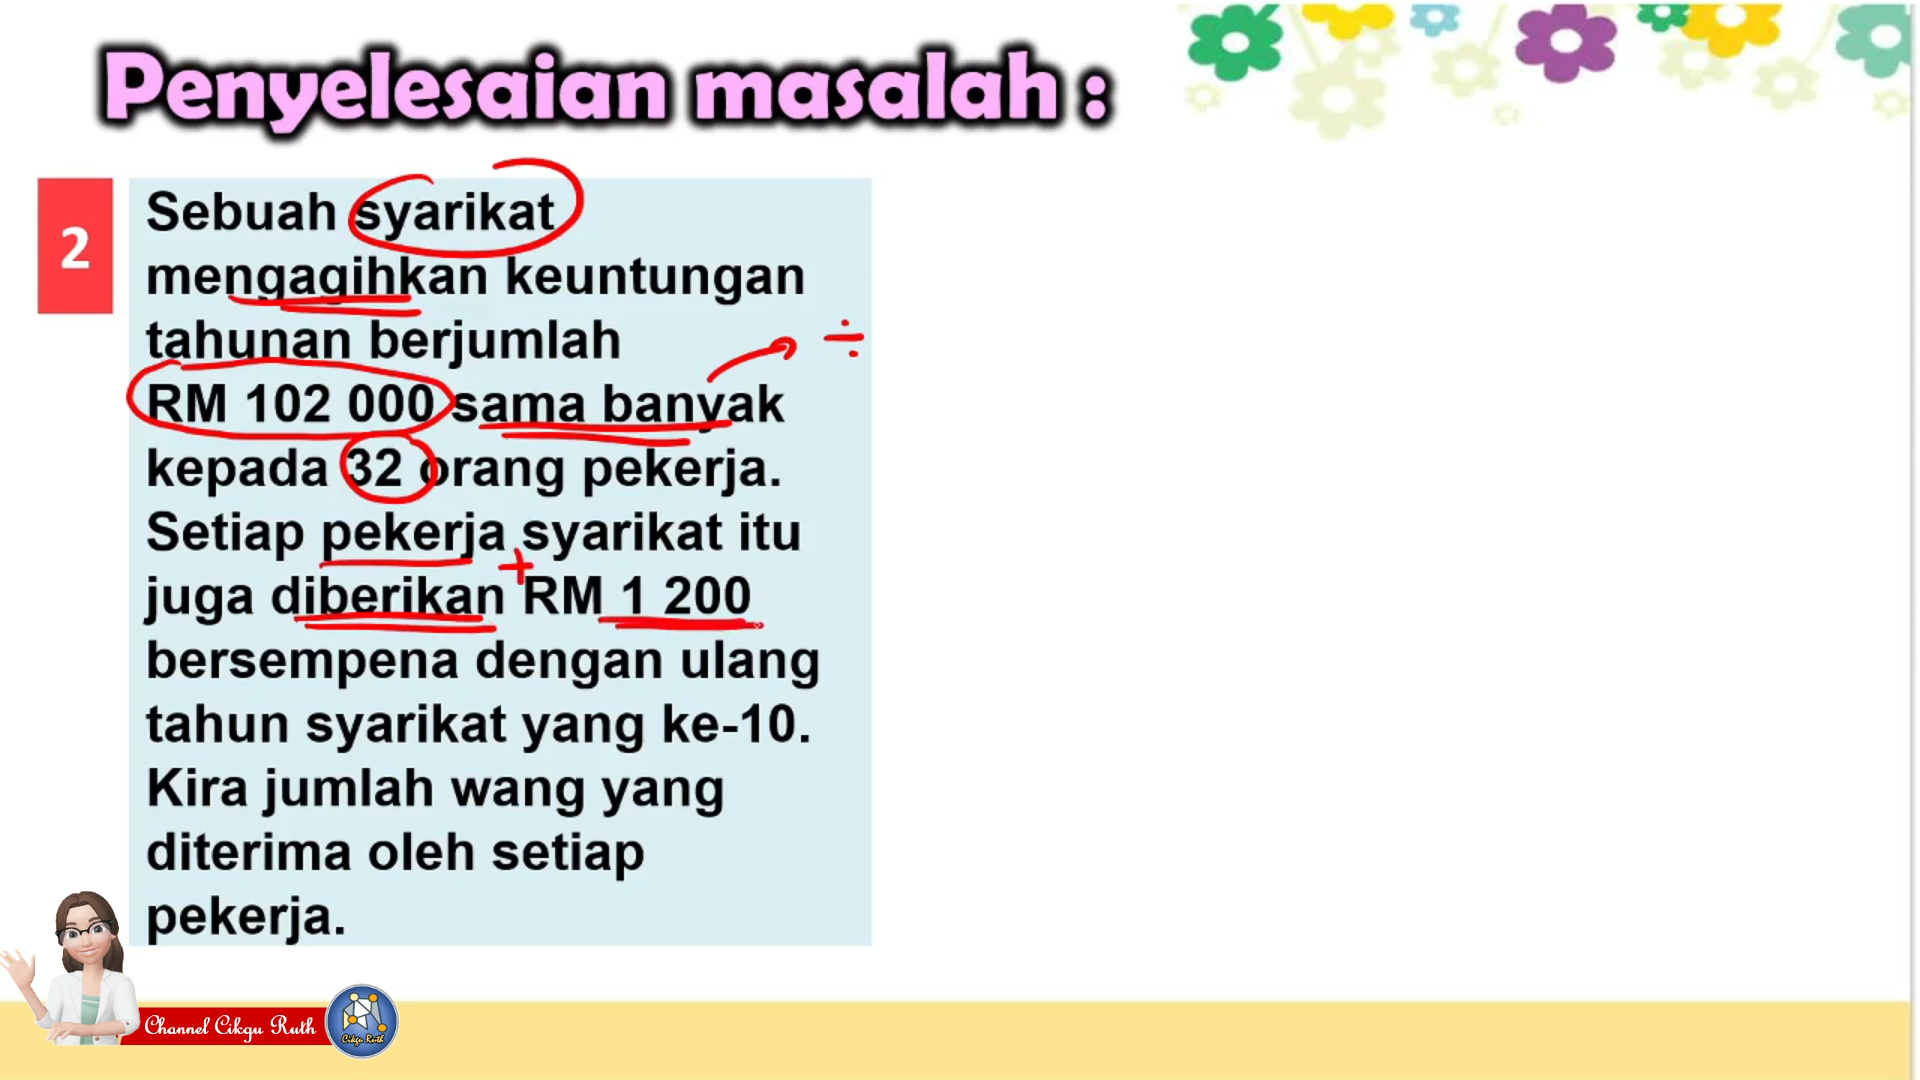 Penyelesaian masalah :
2
Sebuah syarikat
mengagihkan keuntungan
tahunan berjumlah
÷
RM 102 000 sama banyak
kepada 32 orang pekerja.
Setiap pekerja syarikat itu
+
juga diberikan RM 1 200
bersempena dengan ulang
tahun syarikat yang ke-10.
Kira jumlah wang yang
diterima oleh setiap
pekerja.
Channel Cikgu Ruth
Cikgu Ruth